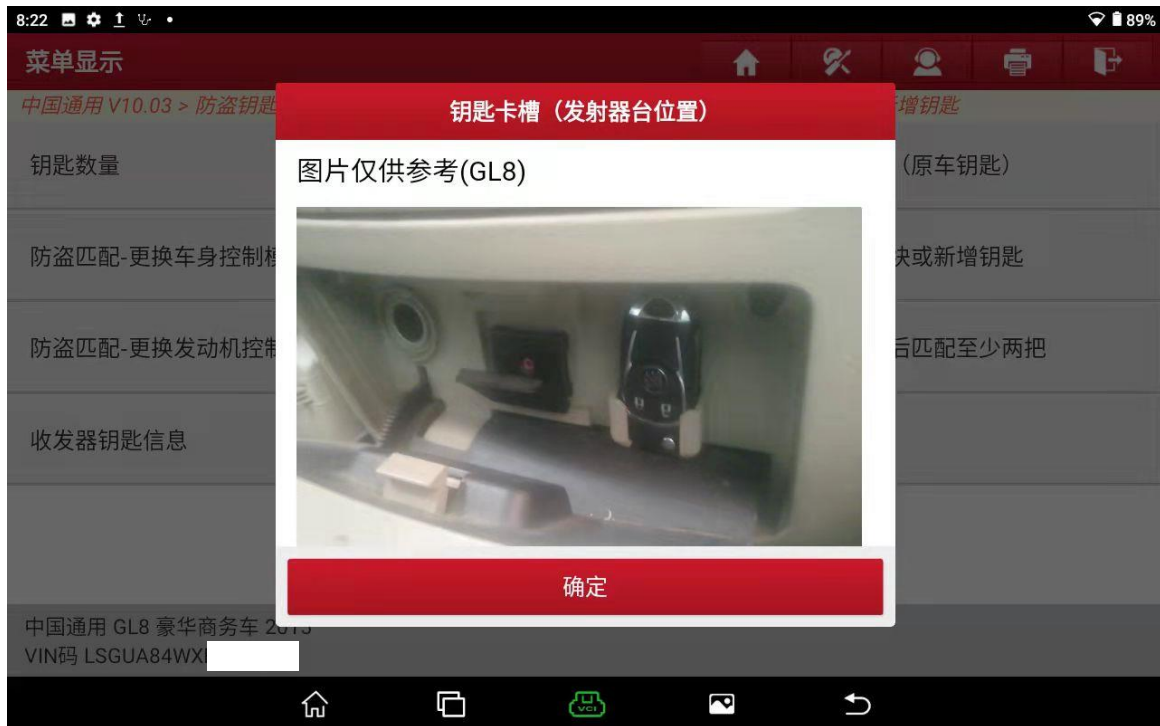 8:22
89%
菜单显示
中国通用 V10.03 > 防盗钥匙
增钥匙
钥匙卡槽（发射器台位置）
图片仅供参考(GL8)
钥匙数量
（原车钥匙）
防盗匹配-更换车身控制模
块或新增钥匙
防盗匹配-更换发动机控制
后匹配至少两把
收发器钥匙信息
确定
中国通用 GL8 豪华商务车
VIN码 LSGUA84WX
VCI